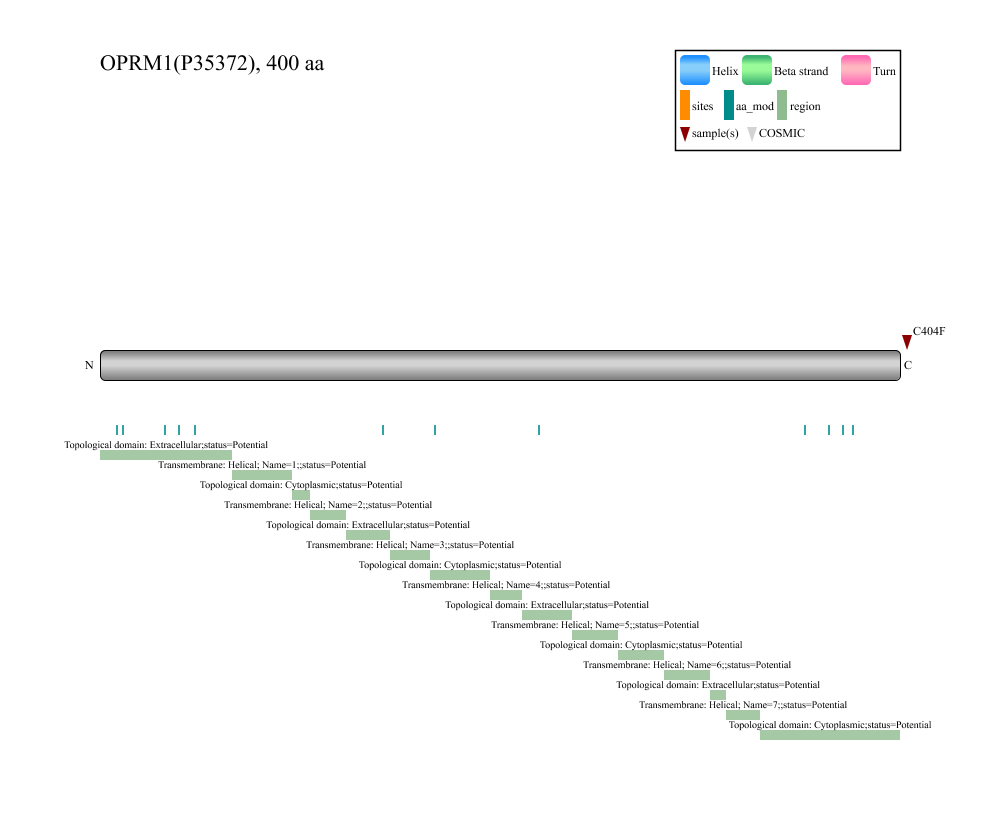 OPRM1(P35372), 400 aa
Helix
Beta strand
Turn
sites
aa_mod
region
sample(s)
COSMIC
C404F
N
C
Topological domain: Extracellular;status=Potential
Transmembrane: Helical; Name=1;;status=Potential
Topological domain: Cytoplasmic;status=Potential
Transmembrane: Helical; Name=2;;status=Potential
Topological domain: Extracellular;status=Potential
Transmembrane: Helical; Name=3;;status=Potential
Topological domain: Cytoplasmic;status=Potential
Transmembrane: Helical; Name=4;;status=Potential
Topological domain: Extracellular;status=Potential
Transmembrane: Helical; Name=5;;status=Potential
Topological domain: Cytoplasmic;status=Potential
Transmembrane: Helical; Name=6;;status=Potential
Topological domain: Extracellular;status=Potential
Transmembrane: Helical; Name=7;;status=Potential
Topological domain: Cytoplasmic;status=Potential